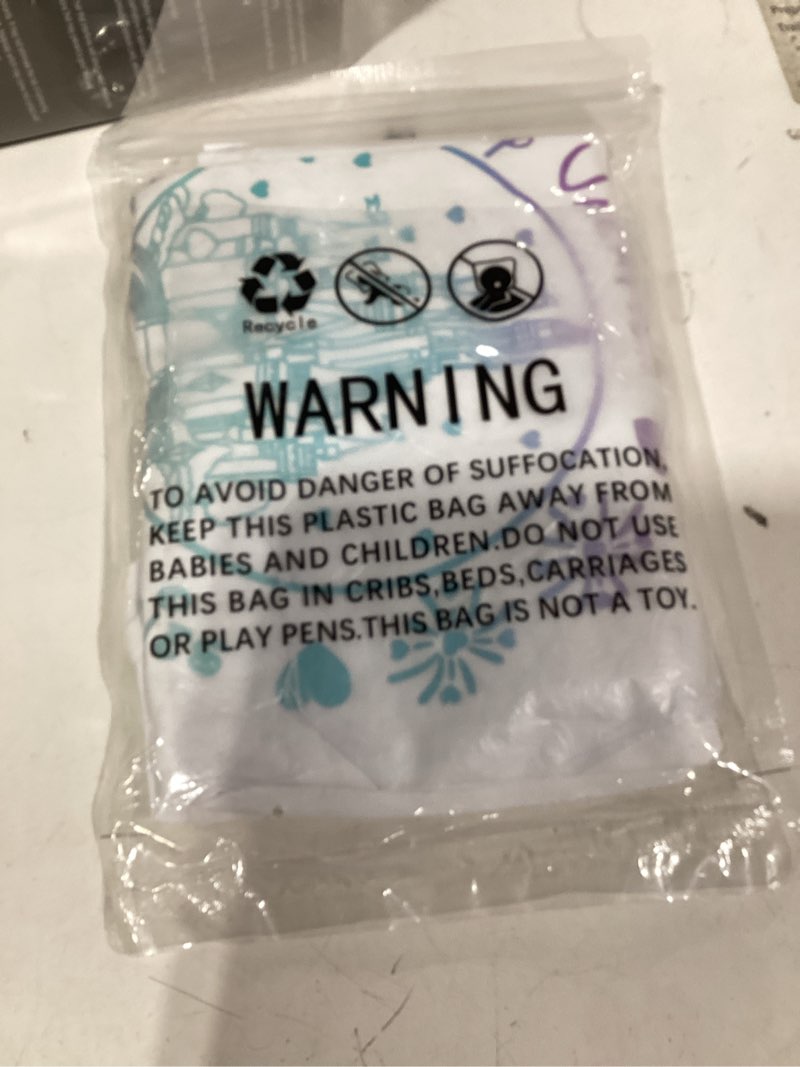 Recycle
WARNING
TO AVOID DANGER OF SUFFOCATION,
KEEP THIS PLASTIC BAG AWAY FROM
BABIES AND CHILDREN.DO NOT USE
THIS BAG IN CRIBS,BEDS,CARRIAGES
OR PLAY PENS.THIS BAG IS NOT A TOY.